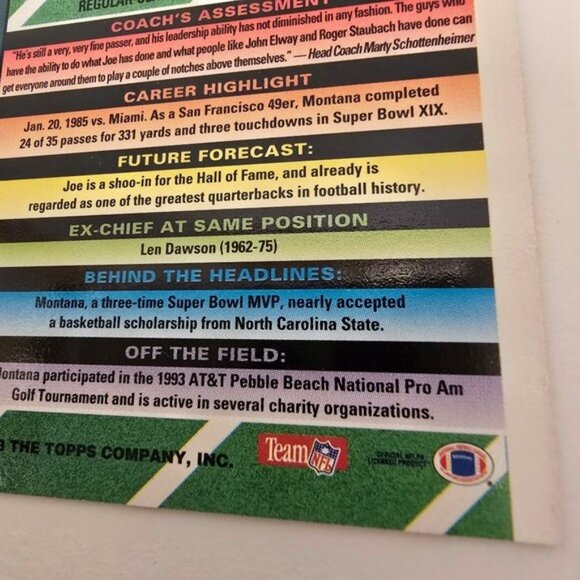 REGULAR-
COACH'S ASSESSMENT
"He's still a very, very fine passer, and his leadership ability has not diminished in any fashion. The guys who
have the ability to do what Joe has done and what people like John Elway and Roger Staubach have done can
get everyone around them to play a couple of notches above themselves." — Head Coach Marty Schottenheimer
CAREER HIGHLIGHT
Jan. 20, 1985 vs. Miami. As a San Francisco 49er, Montana completed
24 of 35 passes for 331 yards and three touchdowns in Super Bowl XIX.
FUTURE FORECAST:
Joe is a shoo-in for the Hall of Fame, and already is
regarded as one of the greatest quarterbacks in football history.
EX-CHIEF AT SAME POSITION
Len Dawson (1962-75)
BEHIND THE HEADLINES:
Montana, a three-time Super Bowl MVP, nearly accepted
a basketball scholarship from North Carolina State.
OFF THE FIELD:
ontana participated in the 1993 AT&T Pebble Beach National Pro Am
Golf Tournament and is active in several charity organizations.
3 THE TOPPS COMPANY, INC.
Team NFL
OFFICIAL NFLPA
LICENSED PRODUCT